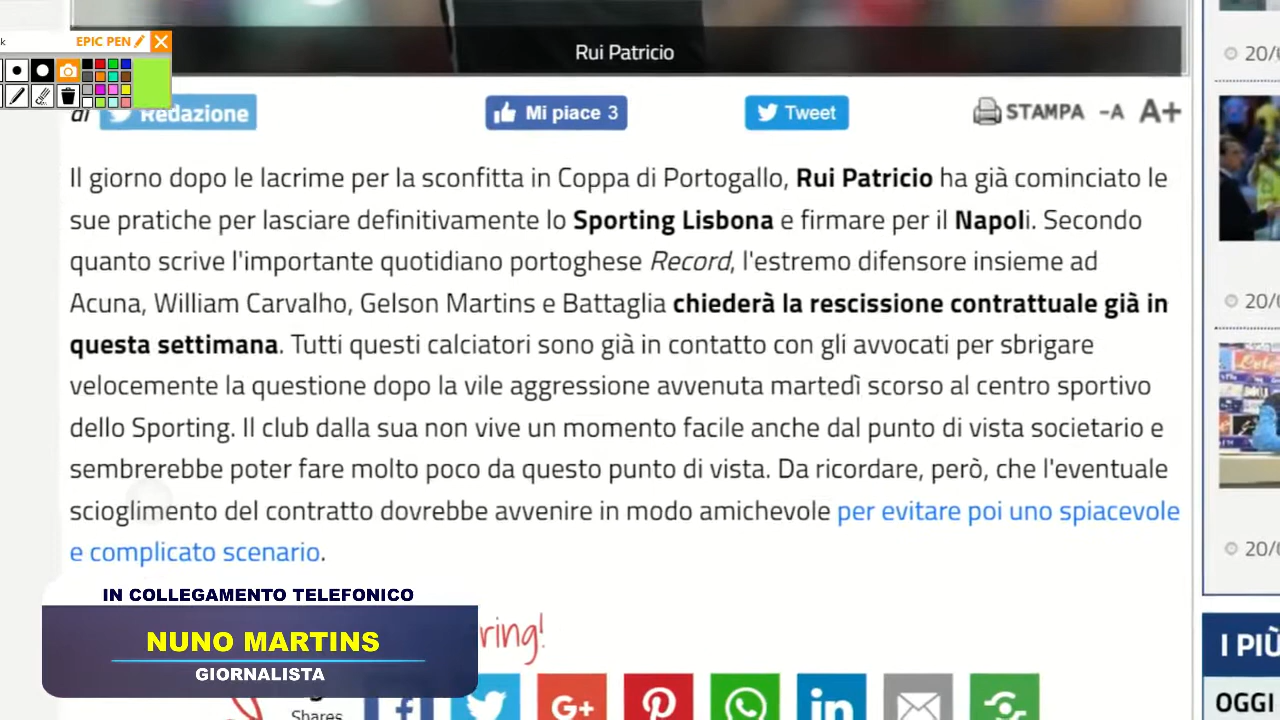 EPIC PEN
Rui Patricio
di Redazione
Mi piace 3
Tweet
STAMPA -A A+
Il giorno dopo le lacrime per la sconfitta in Coppa di Portogallo, Rui Patricio ha già cominciato le
sue pratiche per lasciare definitivamente lo Sporting Lisbona e firmare per il Napoli. Secondo
quanto scrive l'importante quotidiano portoghese Record, l'estremo difensore insieme ad
Acuna, William Carvalho, Gelson Martins e Battaglia chiederà la rescissione contrattuale già in
questa settimana. Tutti questi calciatori sono già in contatto con gli avvocati per sbrigare
velocemente la questione dopo la vile aggressione avvenuta martedì scorso al centro sportivo
dello Sporting. Il club dalla sua non vive un momento facile anche dal punto di vista societario e
sembrerebbe poter fare molto poco da questo punto di vista. Da ricordare, però, che l'eventuale
scioglimento del contratto dovrebbe avvenire in modo amichevole per evitare poi uno spiacevole
e complicato scenario.
IN COLLEGAMENTO TELEFONICO
NUNO MARTINS
GIORNALISTA
ring!
Shares
20/
20/
20/
I PIÙ
OGGI